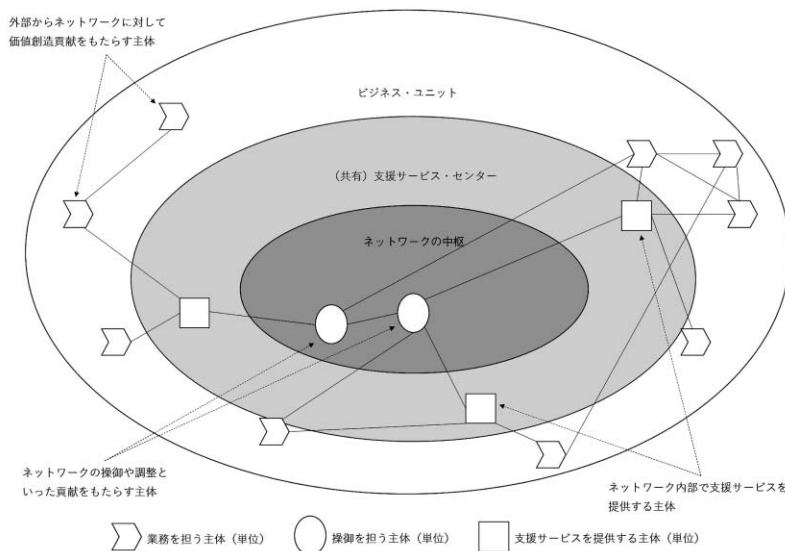 外部からネットワークに対して
価値創造貢献をもたらす主体
ビジネス・ユニット
（共有）支援サービス・センター
ネットワークの中枢
ネットワークの操御や調整と
いった貢献をもたらす主体
ネットワーク内部で支援サービスを
提供する主体
業務を担う主体（単位）
操御を担う主体（単位）
支援サービスを提供する主体（単位）